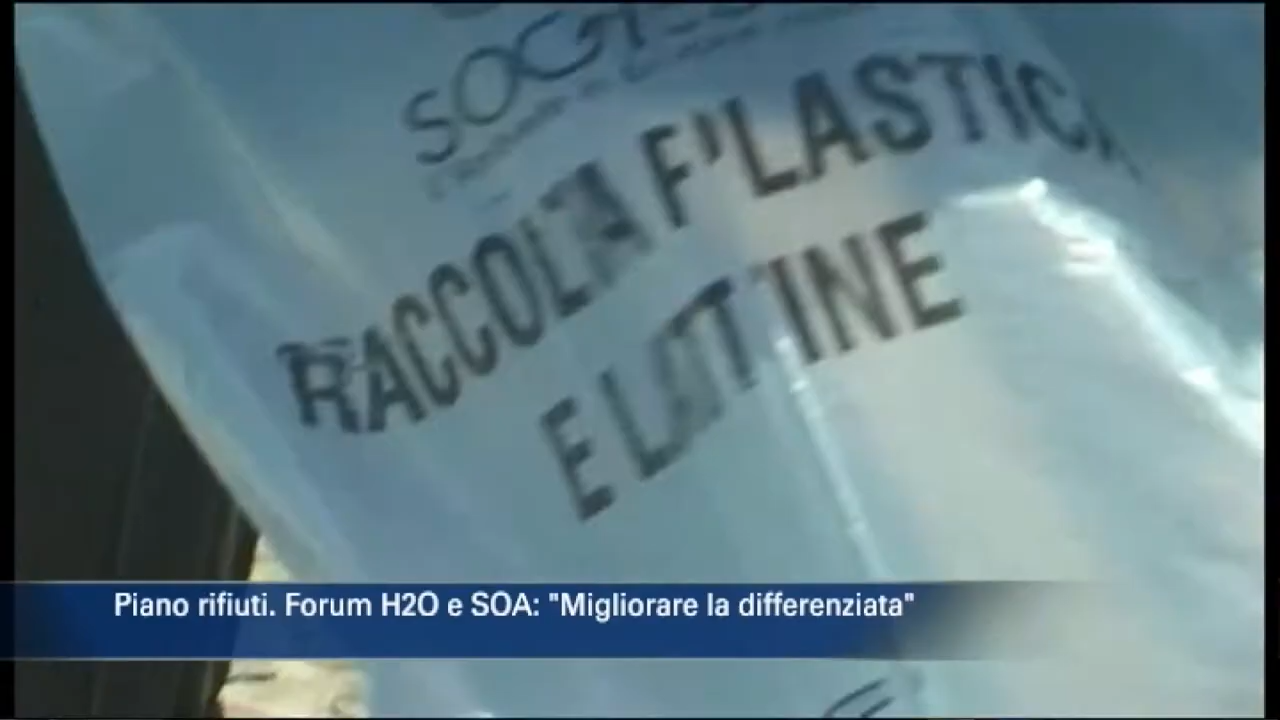 RACCOLTA PLASTICA
E LATTINE
Piano rifiuti. Forum H2O e SOA: "Migliorare la differenziata"